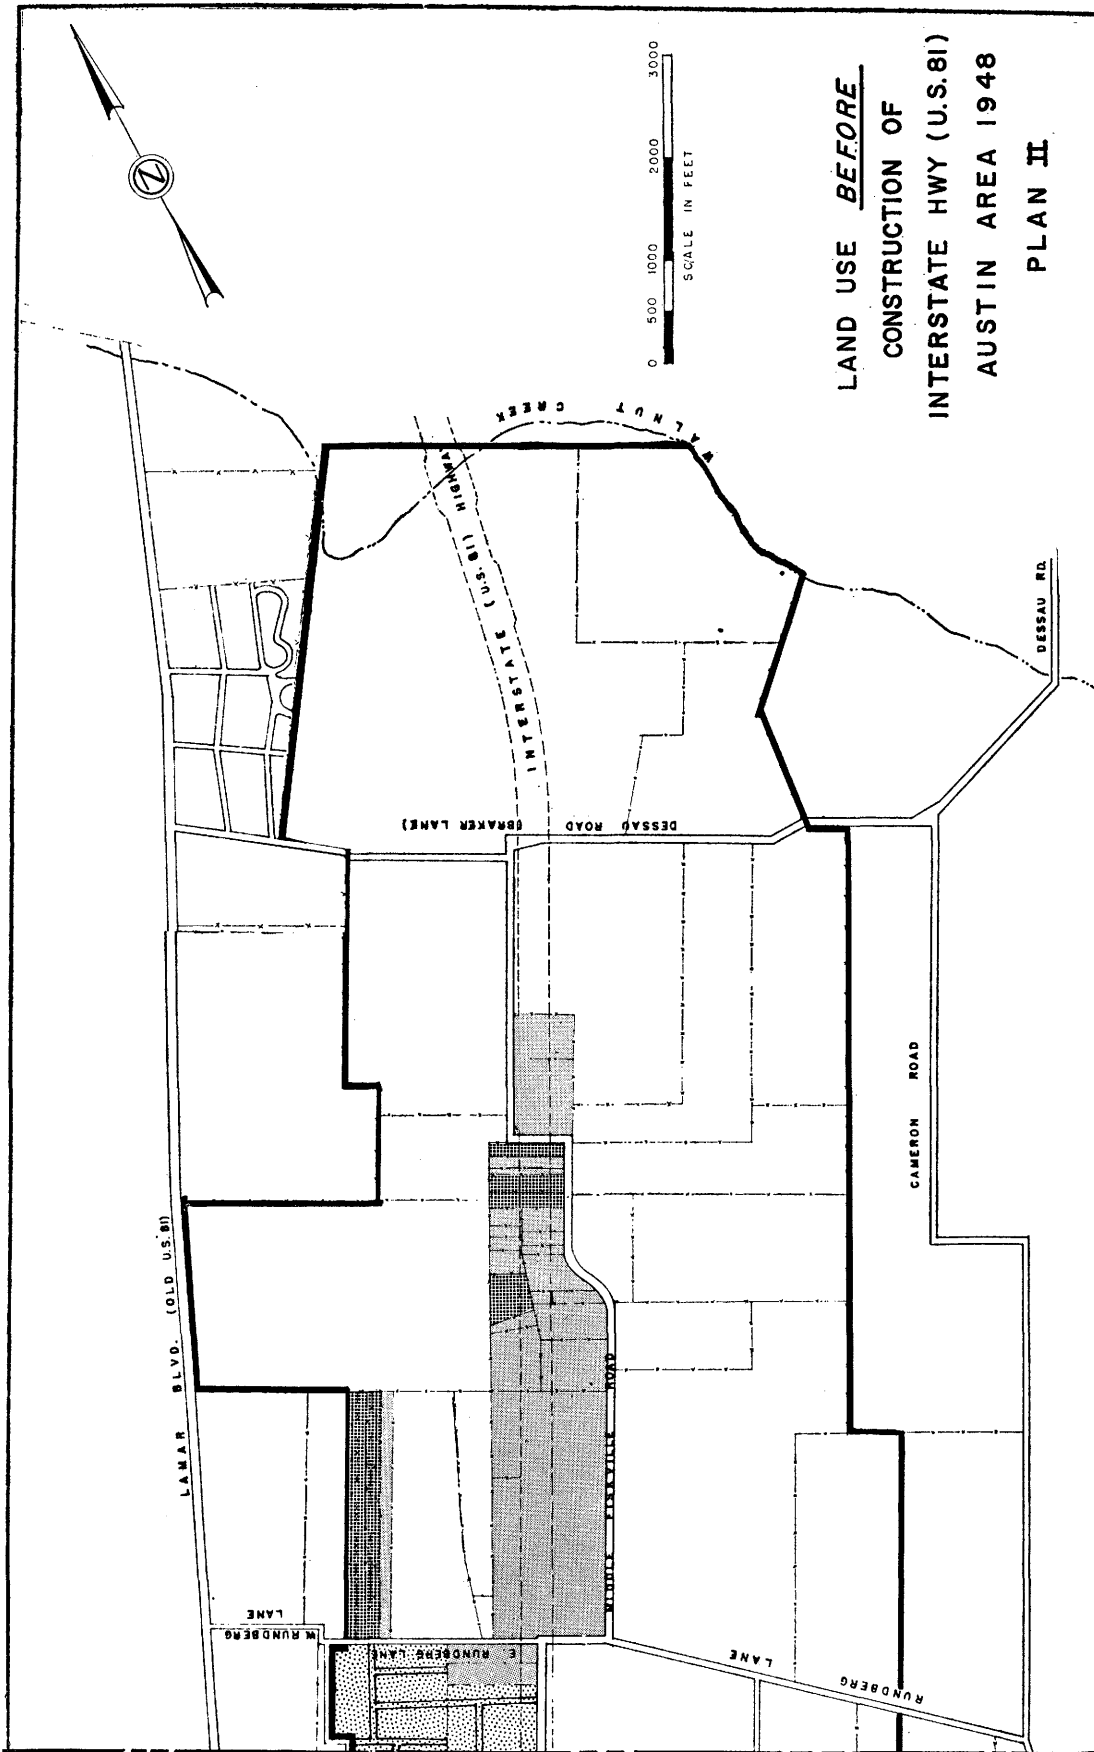 LAND USE BEFORE
CONSTRUCTION OF
INTERSTATE HWY (U.S. 81)
AUSTIN AREA 1948
PLAN II
0 500 1000 2000 3000
SCALE IN FEET
N
WALNUT CREEK
INTERSTATE (U.S. 81) HIGHWAY
DESSAU RD.
DESSAU ROAD (BRAKER LANE)
CAMERON ROAD
LAMAR BLVD. (OLD U.S. 81)
MIDDLE FISKVILLE ROAD
W. RUNDBERG
LANE
E RUNDBERG LANE
RUNDBERG LANE